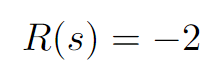 R(s) = −2